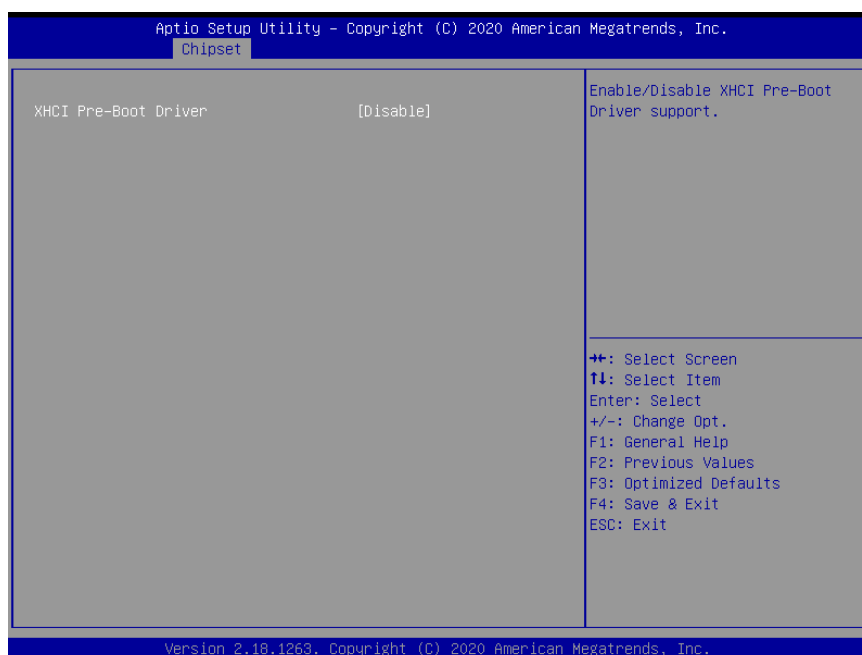 Aptio Setup Utility – Copyright (C) 2020 American Megatrends, Inc.
Chipset
XHCI Pre-Boot Driver [Disable]
Enable/Disable XHCI Pre-Boot
Driver support.
→←: Select Screen
↑↓: Select Item
Enter: Select
+/-: Change Opt.
F1: General Help
F2: Previous Values
F3: Optimized Defaults
F4: Save & Exit
ESC: Exit
Version 2.18.1263. Copyright (C) 2020 American Megatrends, Inc.